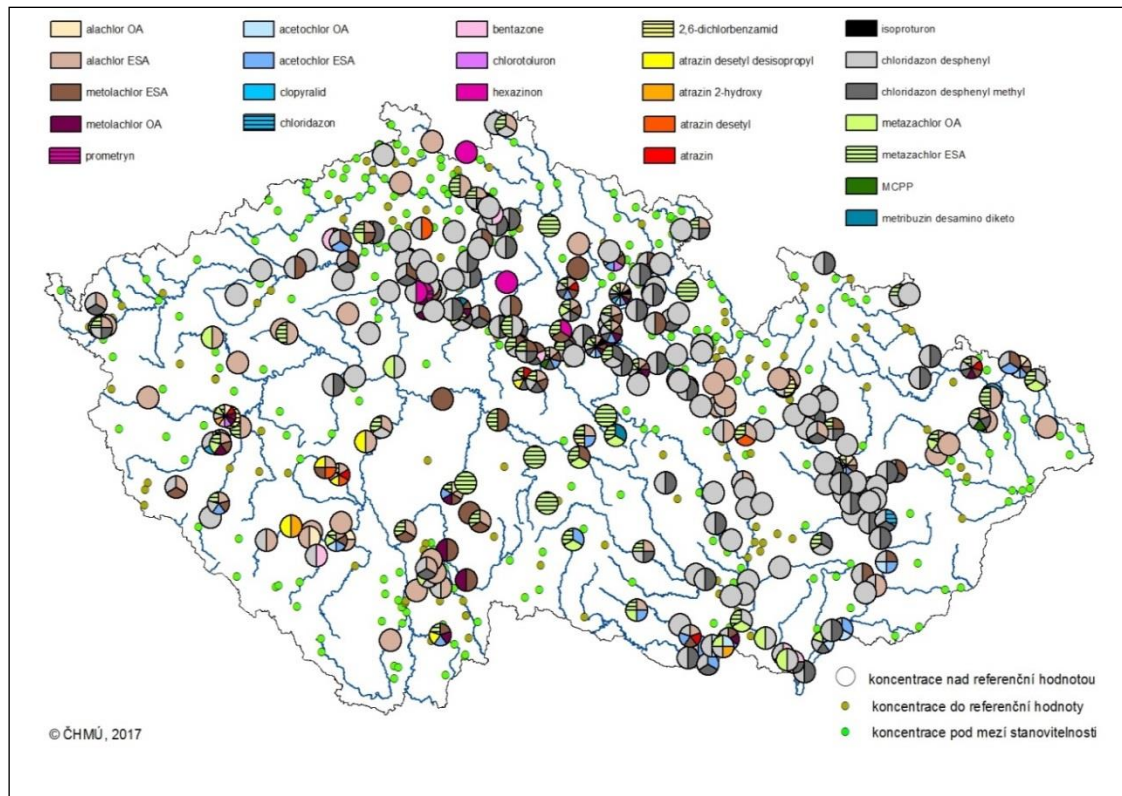 alachlor OA
alachlor ESA
metolachlor ESA
metolachlor OA
prometryn
acetochlor OA
acetochlor ESA
clopyralid
chloridazon
bentazone
chlorotoluron
hexazinon
2,6-dichlorbenzamid
atrazin desetyl desisopropyl
atrazin 2-hydroxy
atrazin desetyl
atrazin
isoproturon
chloridazon desphenyl
chloridazon desphenyl methyl
metazachlor OA
metazachlor ESA
MCPP
metribuzin desamino diketo
koncentrace nad referenční hodnotou
koncentrace do referenční hodnoty
koncentrace pod mezí stanovitelnosti
© ČHMÚ, 2017